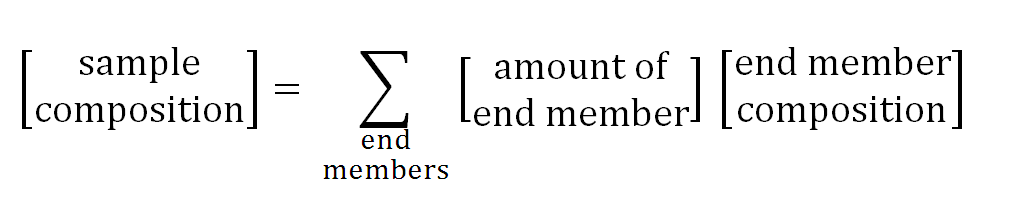 [sample composition] = ∑ [amount of end member] [end member composition]
end
members